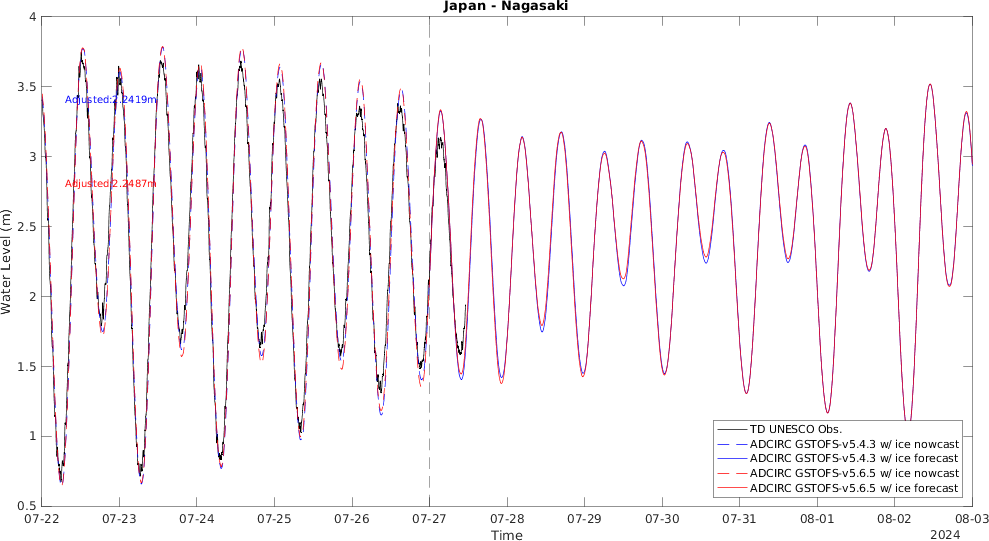 Japan - Nagasaki
4
3.5
3
2.5
2
1.5
1
0.5
Water Level (m)
Adjusted:2.2419m
Adjusted:2.2487m
TD UNESCO Obs.
ADCIRC GSTOFS-v5.4.3 w/ ice nowcast
ADCIRC GSTOFS-v5.4.3 w/ ice forecast
ADCIRC GSTOFS-v5.6.5 w/ ice nowcast
ADCIRC GSTOFS-v5.6.5 w/ ice forecast
07-22 07-23 07-24 07-25 07-26 07-27 07-28 07-29 07-30 07-31 08-01 08-02 08-03
Time
2024